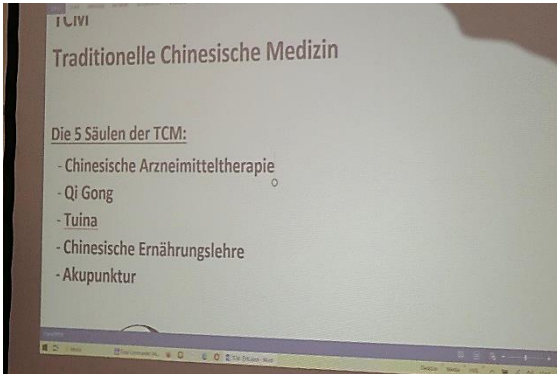 TCM
Traditionelle Chinesische Medizin
Die 5 Säulen der TCM:
- Chinesische Arzneimitteltherapie
- Qi Gong
- Tuina
- Chinesische Ernährungslehre
- Akupunktur